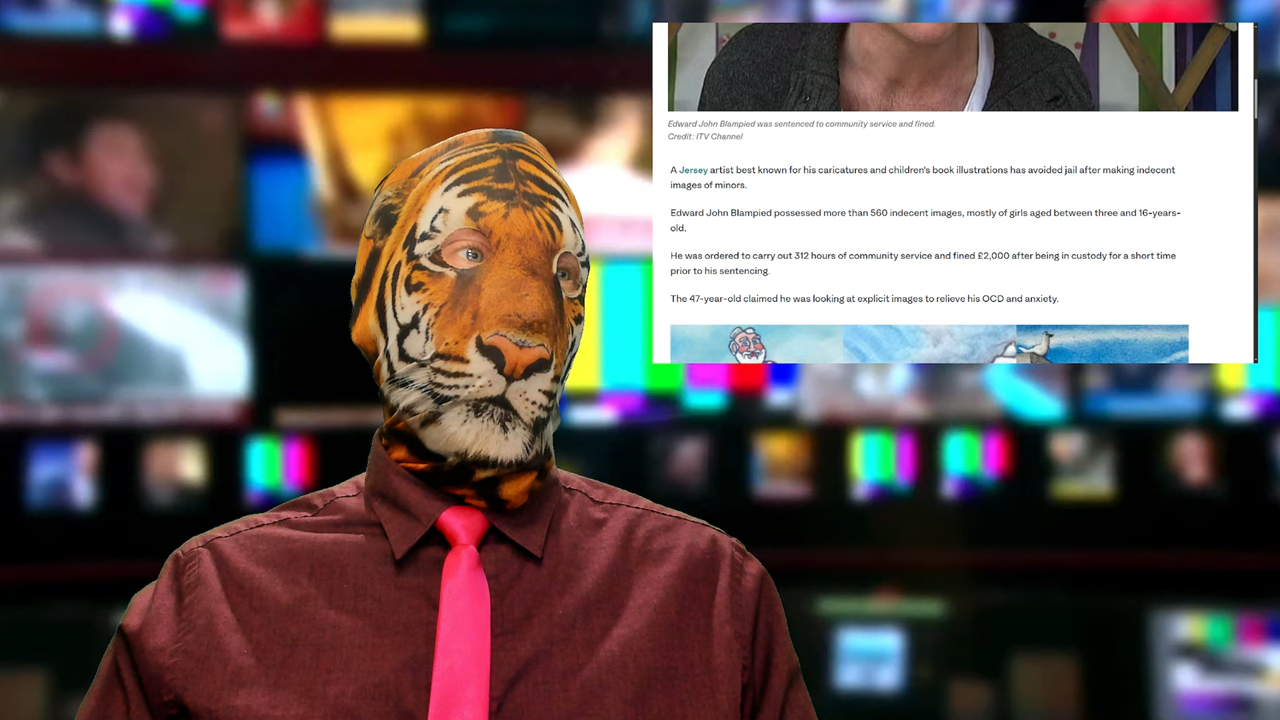 Edward John Blampied was sentenced to community service and fined.
Credit: ITV Channel
A Jersey artist best known for his caricatures and children's book illustrations has avoided jail after making indecent
images of minors.
Edward John Blampied possessed more than 560 indecent images, mostly of girls aged between three and 16-years-
old.
He was ordered to carry out 312 hours of community service and fined £2,000 after being in custody for a short time
prior to his sentencing.
The 47-year-old claimed he was looking at explicit images to relieve his OCD and anxiety.